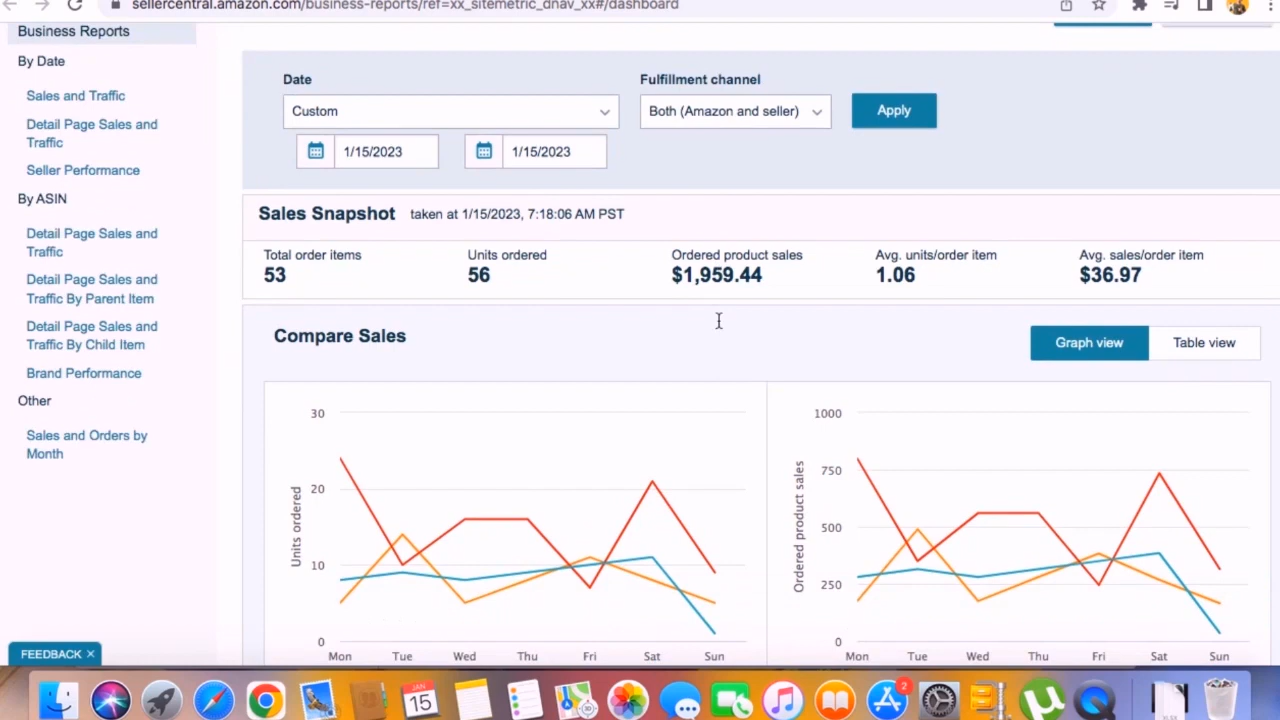 sellercentral.amazon.com/business-reports/ref=xx_sitemetric_dnav_xx#/dashboard
Business Reports
By Date
Sales and Traffic
Detail Page Sales and
Traffic
Seller Performance
By ASIN
Detail Page Sales and
Traffic
Detail Page Sales and
Traffic By Parent Item
Detail Page Sales and
Traffic By Child Item
Brand Performance
Other
Sales and Orders by
Month
FEEDBACK ×
Date
Fulfillment channel
Custom
Both (Amazon and seller)
Apply
1/15/2023
1/15/2023
Sales Snapshot taken at 1/15/2023, 7:18:06 AM PST
Total order items
53
Units ordered
56
Ordered product sales
$1,959.44
Avg. units/order item
1.06
Avg. sales/order item
$36.97
Compare Sales
Graph view
Table view
Units ordered
30
20
10
0
Mon Tue Wed Thu Fri Sat Sun
Ordered product sales
1000
750
500
250
0
Mon Tue Wed Thu Fri Sat Sun
JAN
15
2